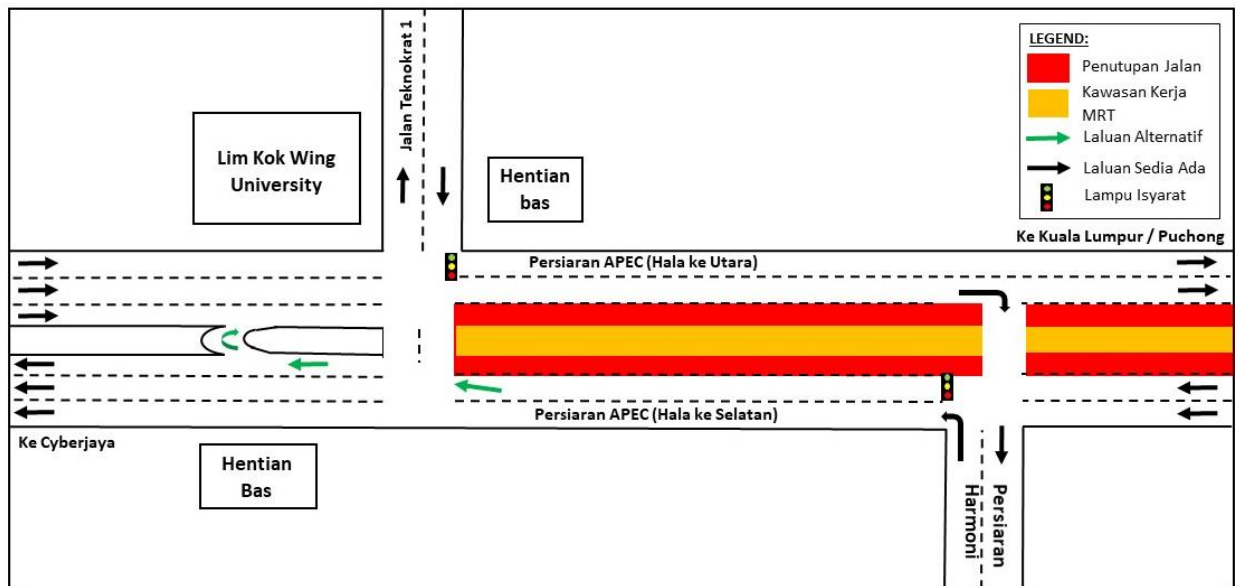 Jalan Teknokrat 1
Lim Kok Wing
University
Hentian
bas
LEGEND:
Penutupan Jalan
Kawasan Kerja
MRT
Laluan Alternatif
Laluan Sedia Ada
Lampu Isyarat
Ke Kuala Lumpur / Puchong
Persiaran APEC (Hala ke Utara)
Persiaran APEC (Hala ke Selatan)
Ke Cyberjaya
Hentian
Bas
Persiaran
Harmoni